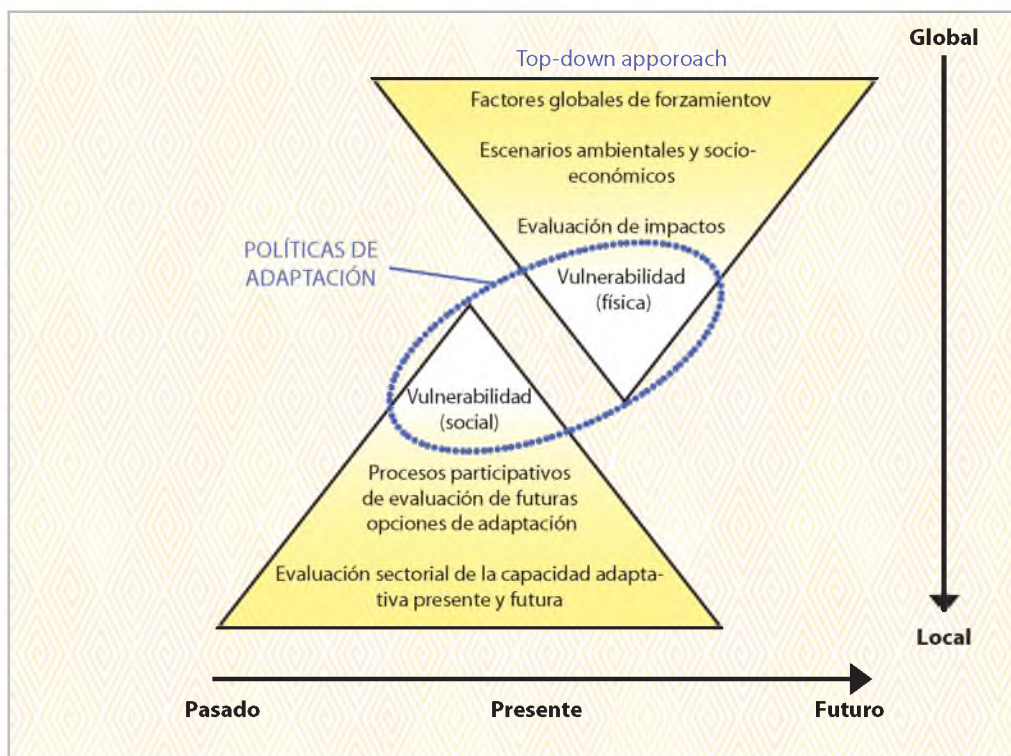 Global
Top-down apporoach
Factores globales de forzamientov
Escenarios ambientales y socio-
económicos
Evaluación de impactos
POLÍTICAS DE
ADAPTACIÓN
Vulnerabilidad
(física)
Vulnerabilidad
(social)
Procesos participativos
de evaluación de futuras
opciones de adaptación
Evaluación sectorial de la capacidad adapta-
tiva presente y futura
Local
Pasado
Presente
Futuro